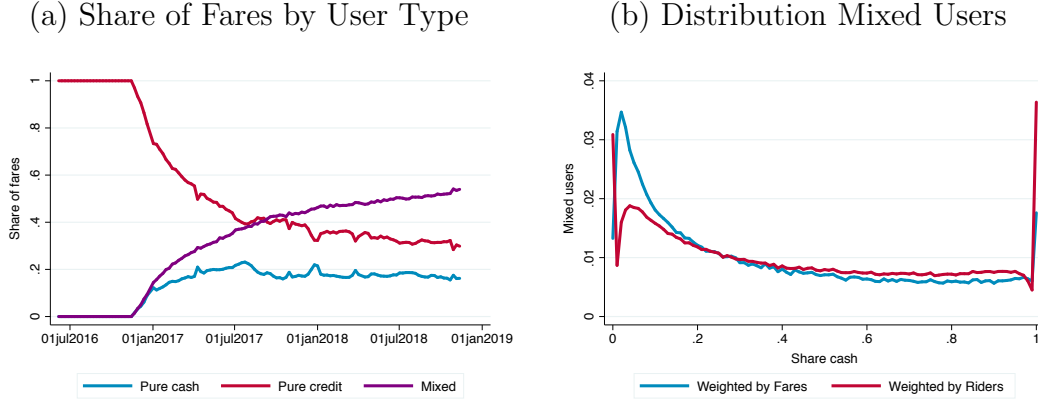 (a) Share of Fares by User Type
Share of fares
1
.8
.6
.4
.2
0
01jul2016 01jan2017 01jul2017 01jan2018 01jul2018 01jan2019
Pure cash Pure credit Mixed
(b) Distribution Mixed Users
Mixed users
.04
.03
.02
.01
0
0 .2 .4 .6 .8 1
Share cash
Weighted by Fares Weighted by Riders